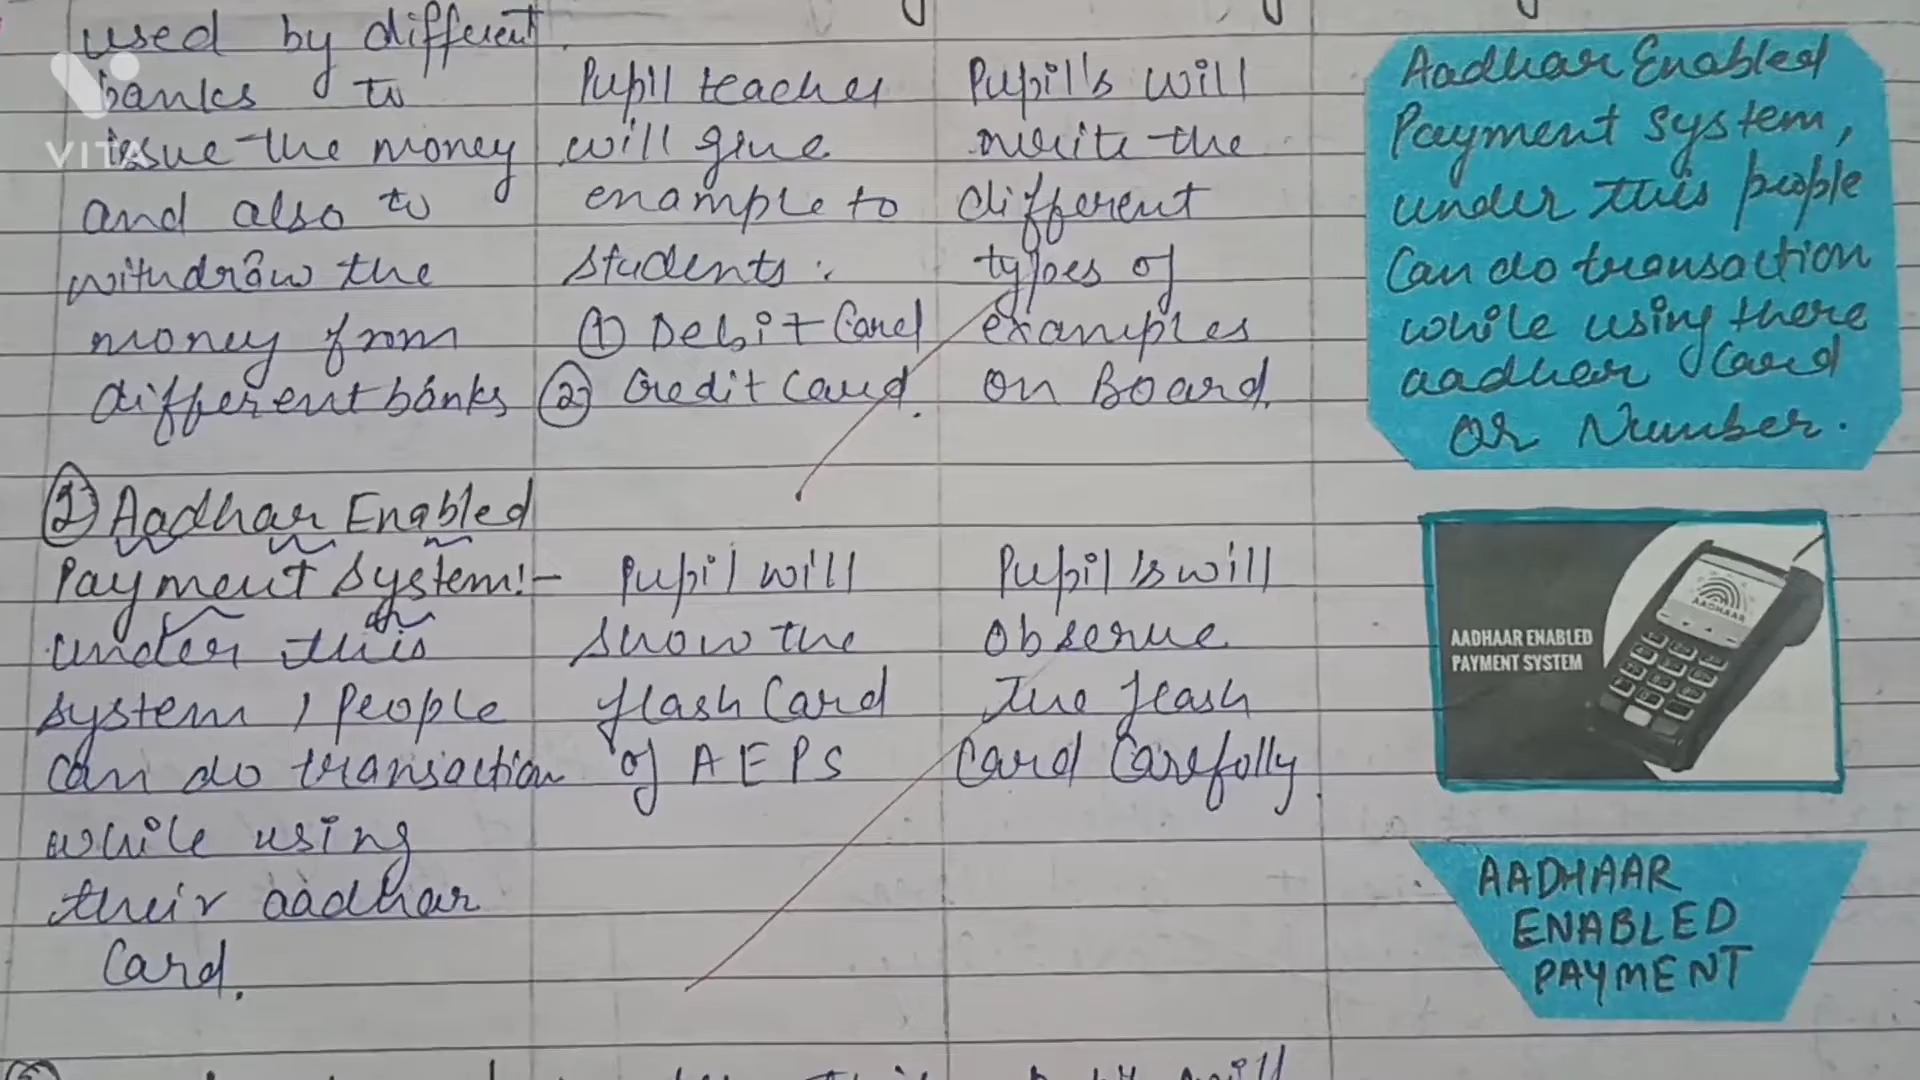 used by different
banks to
issue the money
and also to
withdraw the
money from
different banks
Pupil teacher
will give
enample to
students :
① Debit Card
② Credit Card.
Pupil's will
write the
different
types of
examples
on Board.
Aadhar Enabled
Payment system,
under this people
Can do transaction
while using there
aadhar Card
or Number.
② Aadhar Enabled
Payment System:-
under this
system, people
can do transaction
while using
their aadhar
Card.
Pupil will
show the
flash Card
of AEPS
Pupil's will
observe
the flash
Card Carefolly.
AADHAAR
AADHAAR ENABLED
PAYMENT SYSTEM
AADHAAR
ENABLED
PAYMENT
VITA